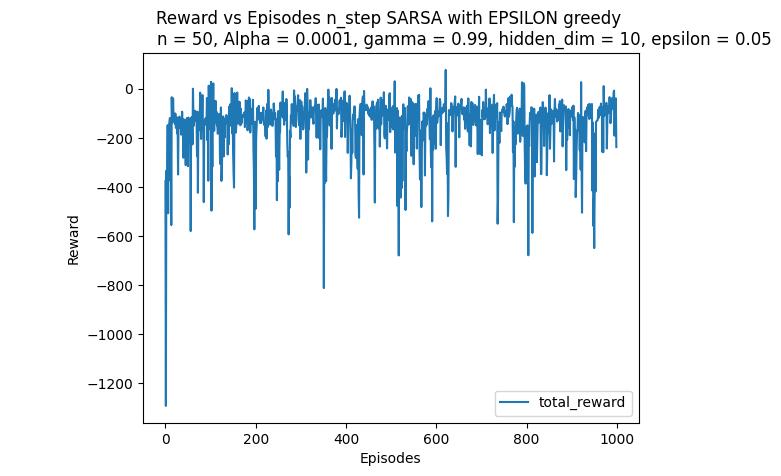 Reward vs Episodes n_step SARSA with EPSILON greedy
n = 50, Alpha = 0.0001, gamma = 0.99, hidden_dim = 10, epsilon = 0.05
0
−200
−400
−600
−800
−1000
−1200
Reward
total_reward
0 200 400 600 800 1000
Episodes